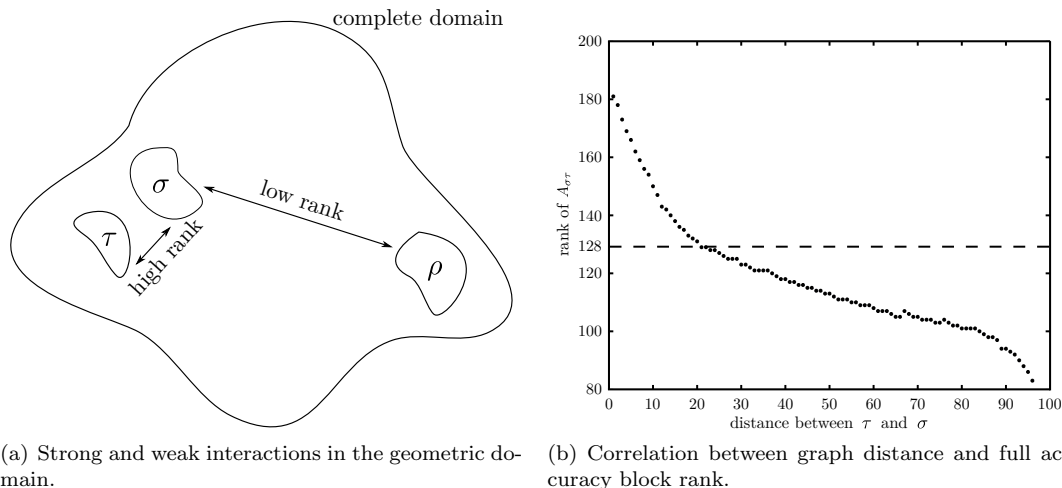 complete domain
σ
low rank
τ
high rank
ρ
(a) Strong and weak interactions in the geometric do-
main.
200
180
160
140
128
120
100
80
rank of A_{στ}
0 10 20 30 40 50 60 70 80 90 100
distance between τ and σ
(b) Correlation between graph distance and full ac
curacy block rank.